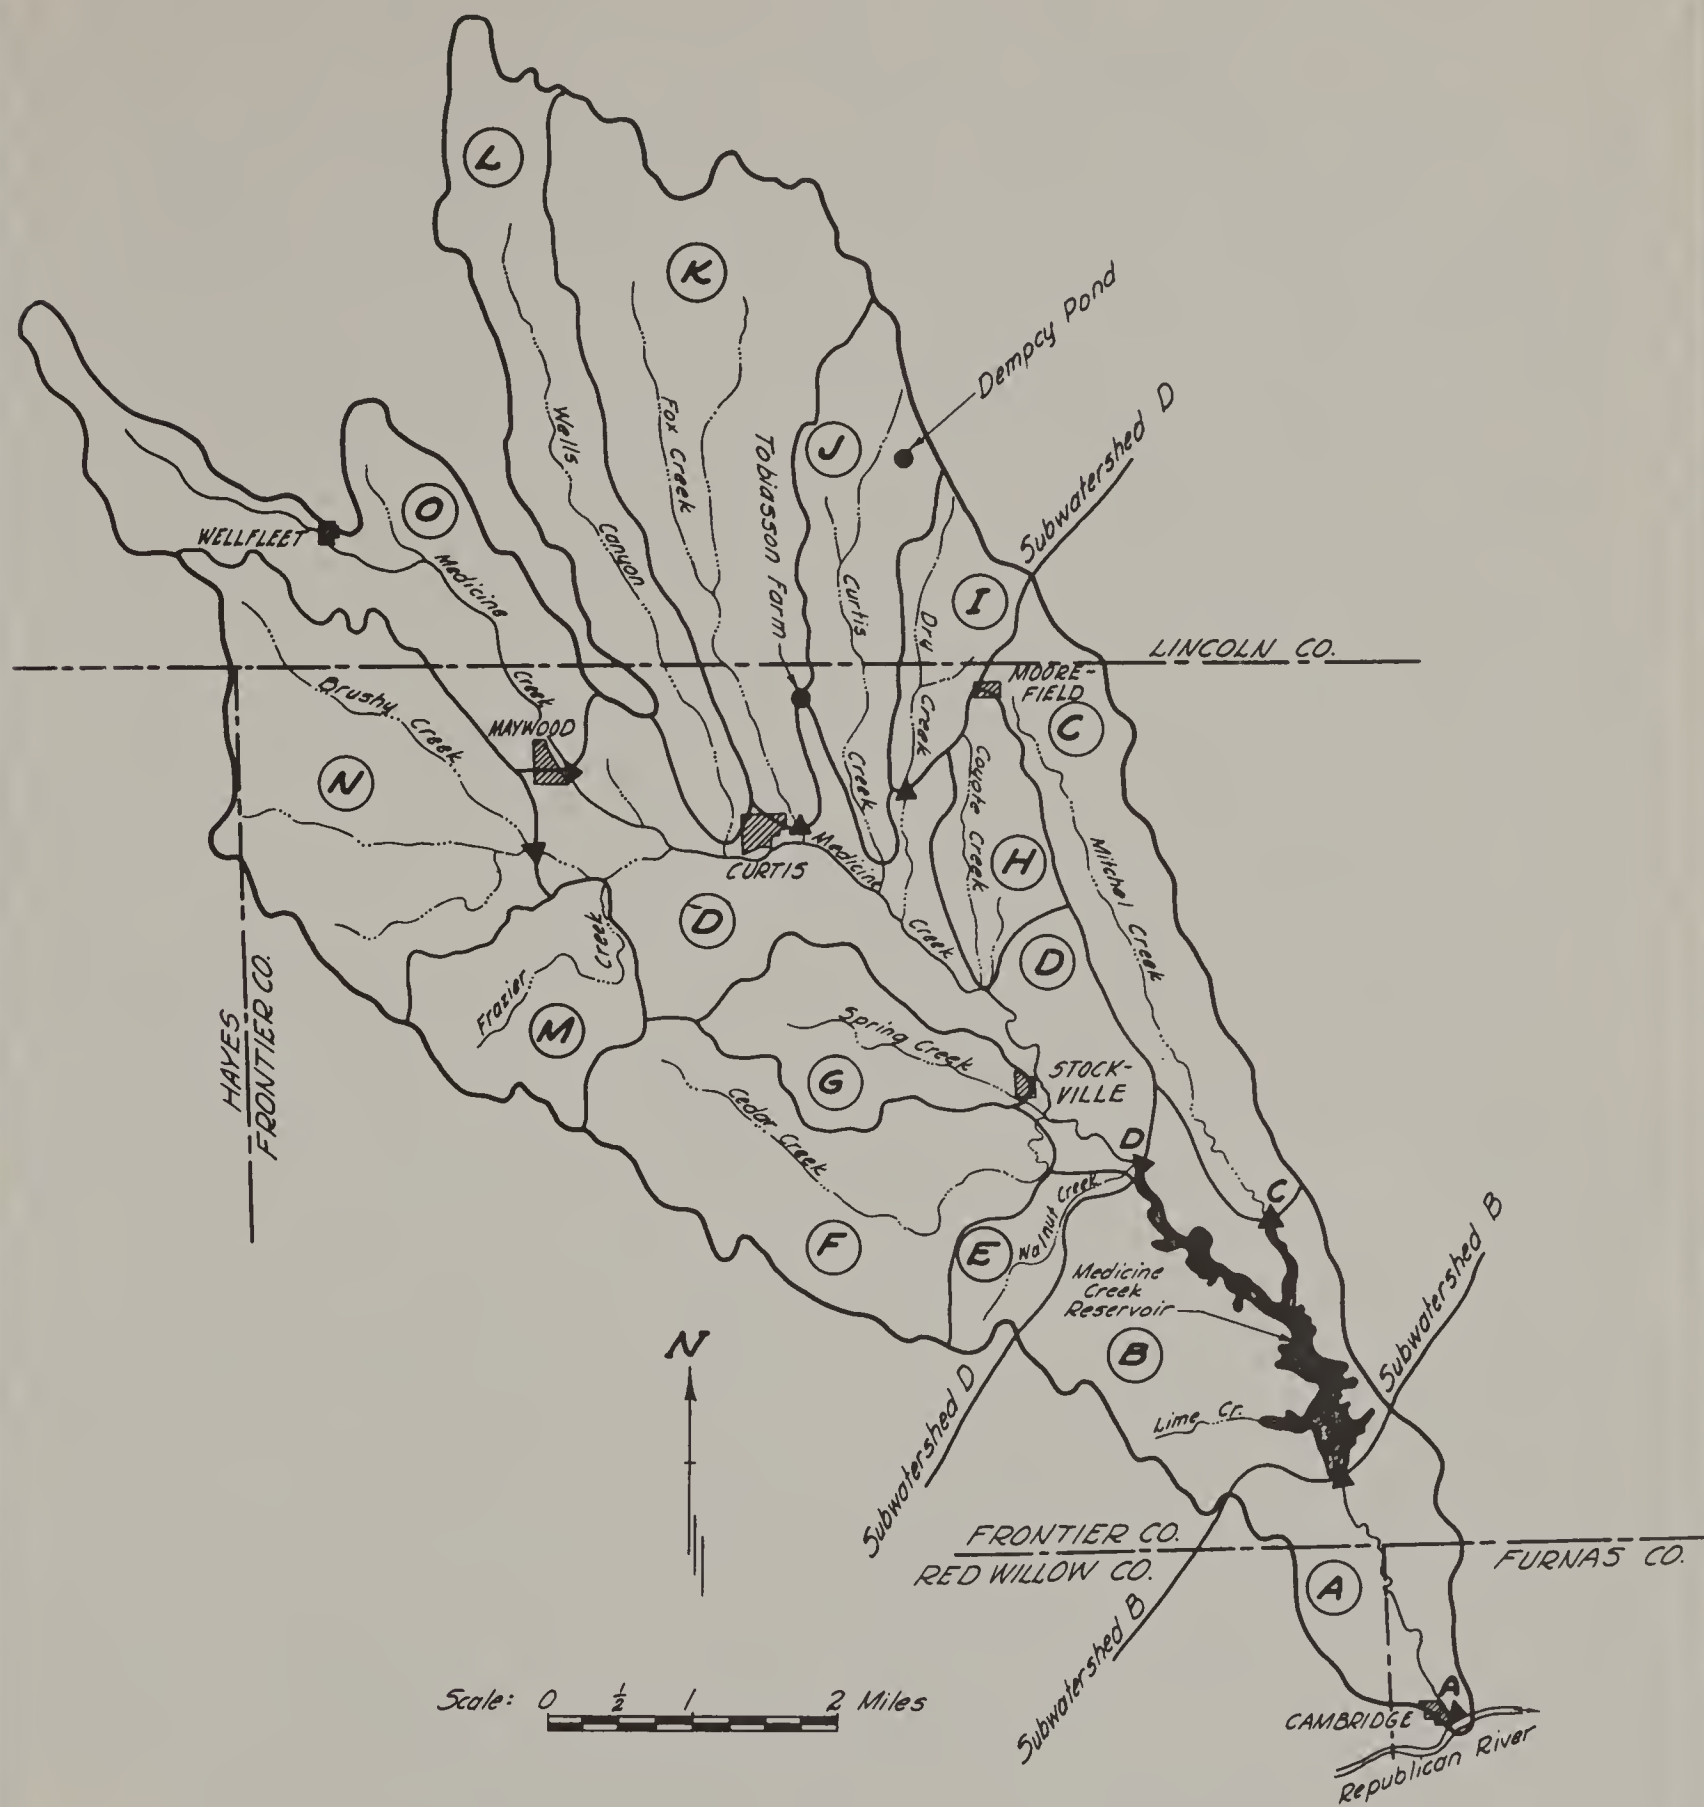 L
K
Dempcy Pond
Subwatershed D
J
Wells
Canyon
Fox Creek
Tobiasson Farm
O
WELLFLEET
Medicine
Creek
Curtis
Creek
Dry
Creek
I
LINCOLN CO.
MOORE-
FIELD
C
Brushy Creek
MAYWOOD
N
Coyote Creek
H
Mitchel Creek
CURTIS
Medicine
Creek
D
D
Frazier
Creek
M
HAYES
FRONTIER CO.
Spring Creek
G
STOCK-
VILLE
Cedar Creek
D
C
F
E
Walnut Creek
Medicine
Creek
Reservoir
B
Subwatershed B
Lime Cr.
N
Subwatershed D
FRONTIER CO.
RED WILLOW CO.
FURNAS CO.
A
Subwatershed B
A
CAMBRIDGE
Republican River
Scale: 0 ½ 1 2 Miles